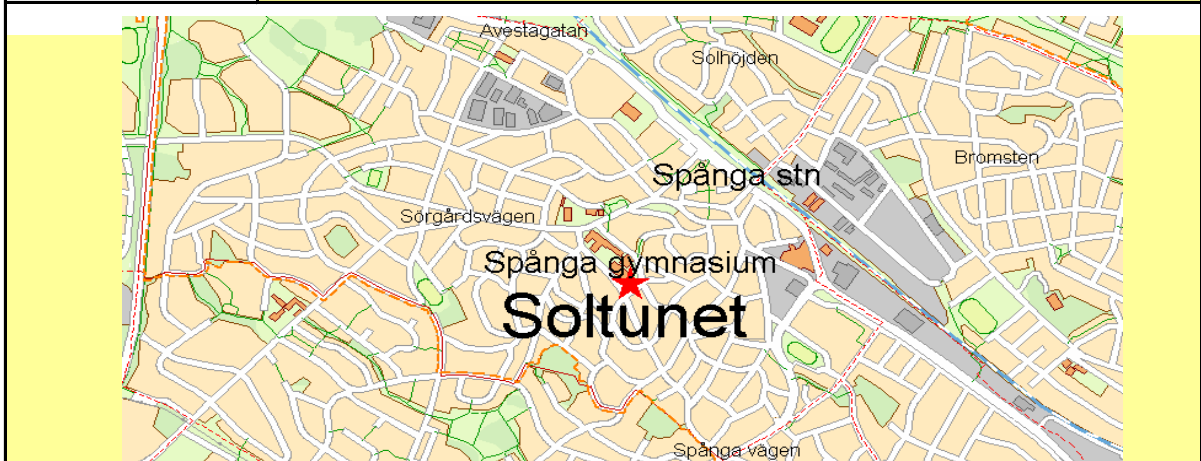 Avestagatan
Solhöjden
Bromsten
Spånga stn
Sörgårdsvägen
Spånga gymnasium
Soltunet
Spånga vägen